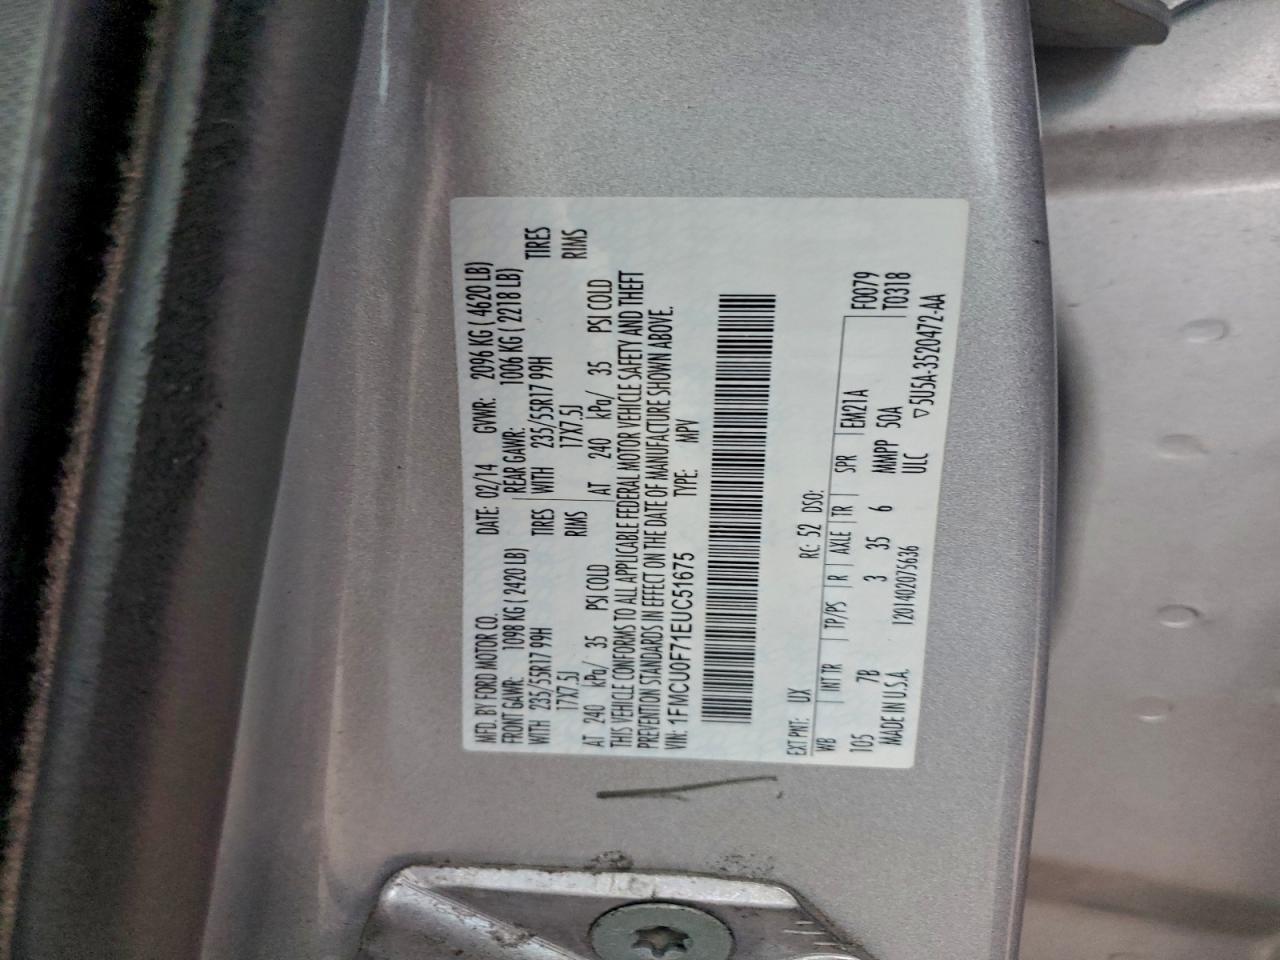 MFD. BY FORD MOTOR CO.
DATE: 02/14 GVWR: 2096 KG ( 4620 LB)
FRONT GAWR: 1098 KG ( 2420 LB) REAR GAWR: 1006 KG ( 2218 LB)
WITH 235/55R17 99H TIRES WITH 235/55R17 99H TIRES
17X7.5J RIMS 17X7.5J RIMS
AT 240 kPa/ 35 PSI COLD AT 240 kPa/ 35 PSI COLD
THIS VEHICLE CONFORMS TO ALL APPLICABLE FEDERAL MOTOR VEHICLE SAFETY AND THEFT
PREVENTION STANDARDS IN EFFECT ON THE DATE OF MANUFACTURE SHOWN ABOVE.
VIN: 1FMCU0F71EUC51675 TYPE: MPV
EXT PNT: UX RC: 52 DSO:
WB INT TR TP/PS R AXLE TR SPR EM21A F0079
105 7B 3 35 6 MMPP 50A T0318
MADE IN U.S.A. 1201402075636 ULC ▽5U5A-3520472-AA